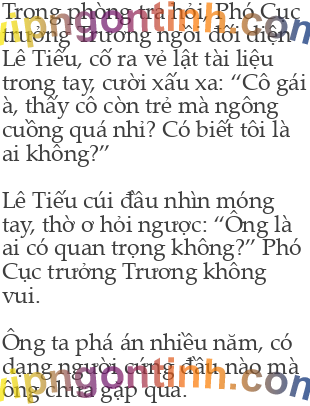 Trong phòng tra hỏi, Phó Cục
trưởng Trương ngồi đối diện
Lê Tiếu, cố ra vẻ lật tài liệu
trong tay, cười xấu xa: “Cô gái
à, thấy cô còn trẻ mà ngông
cuồng quá nhỉ? Có biết tôi là
ai không?”
Lê Tiếu cúi đầu nhìn móng
tay, thờ ơ hỏi ngược: “Ông là
ai có quan trọng không?” Phó
Cục trưởng Trương không
vui.
Ông ta phá án nhiều năm, có
dạng người cứng đầu nào mà
ông chưa gặp qua.